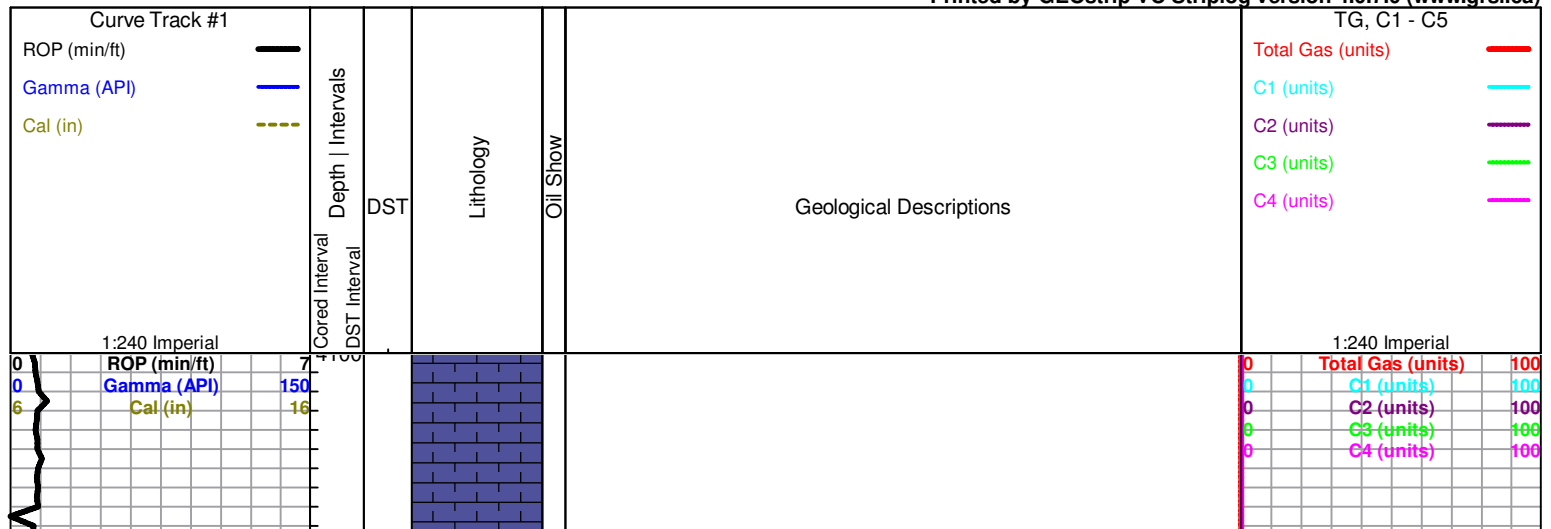 Curve Track #1
ROP (min/ft)
Gamma (API)
Cal (in)
1:240 Imperial
Cored Interval
Depth | Intervals
DST Interval
DST
Lithology
Oil Show
Geological Descriptions
TG, C1 - C5
Total Gas (units)
C1 (units)
C2 (units)
C3 (units)
C4 (units)
1:240 Imperial
0 ROP (min/ft) 7
0 Gamma (API) 150
6 Cal (in) 16
4100
0 Total Gas (units) 100
0 C1 (units) 100
0 C2 (units) 100
0 C3 (units) 100
0 C4 (units) 100